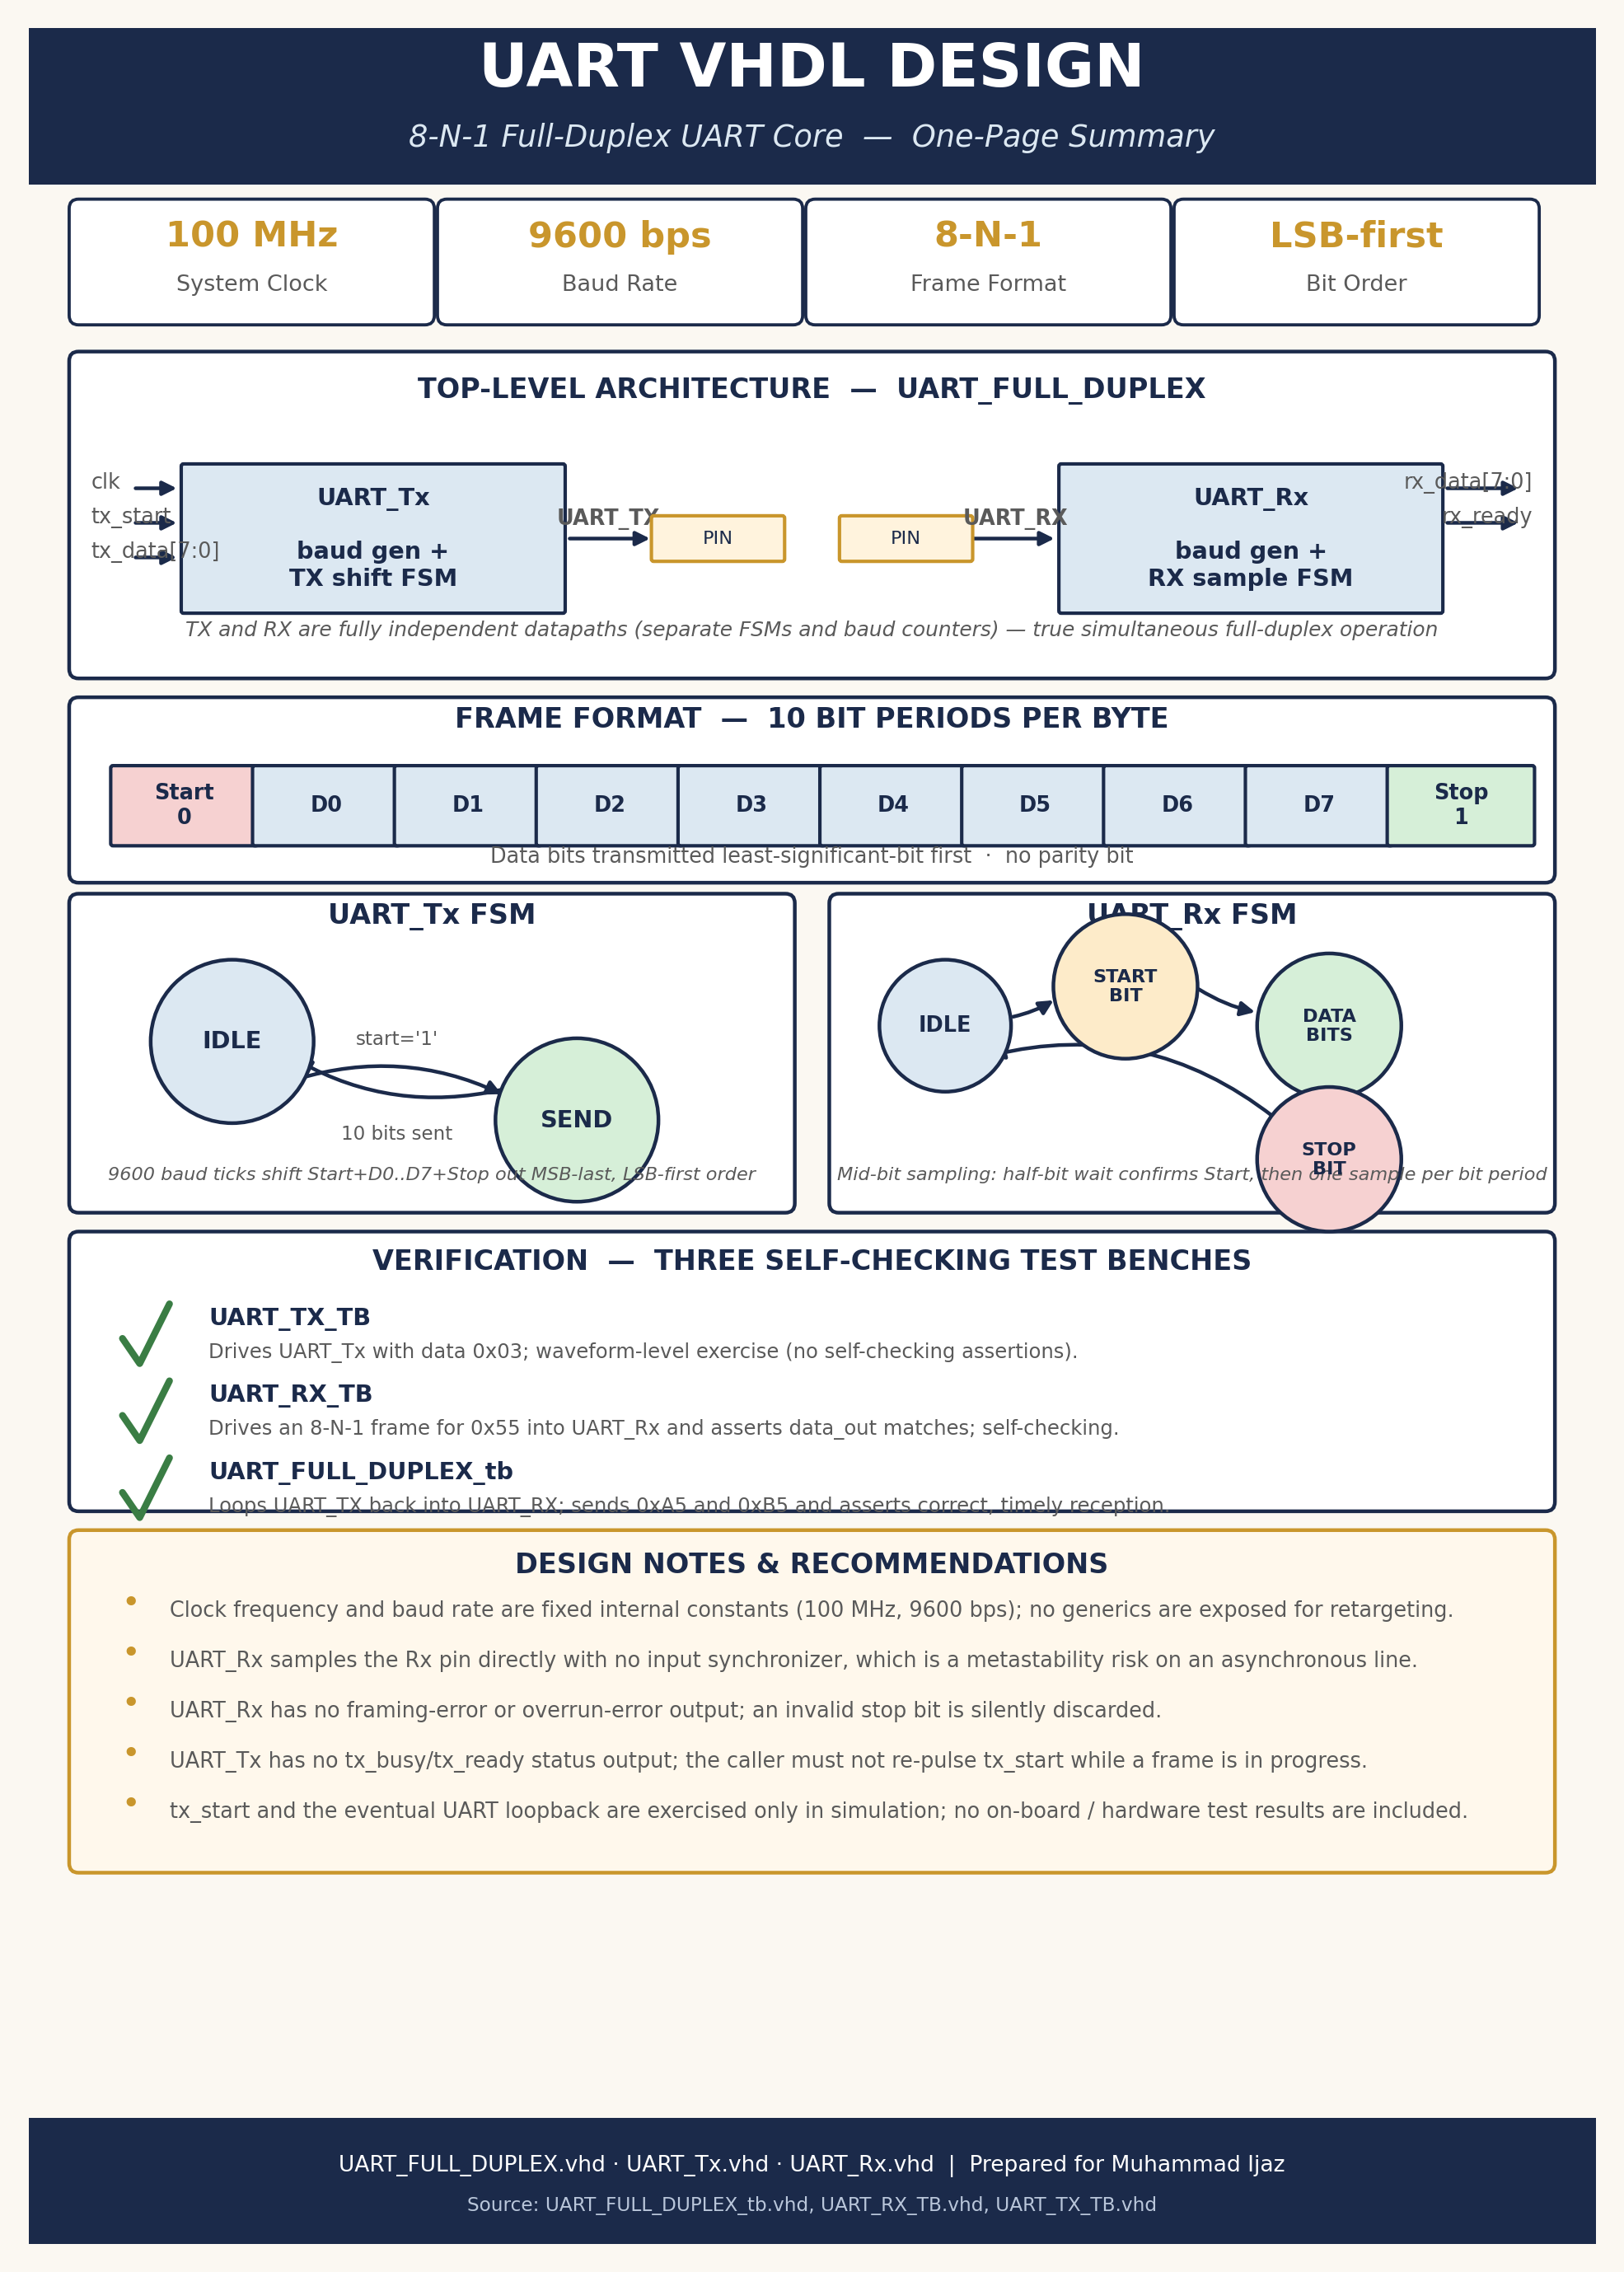 UART VHDL DESIGN
8-N-1 Full-Duplex UART Core — One-Page Summary
100 MHz
System Clock
9600 bps
Baud Rate
8-N-1
Frame Format
LSB-first
Bit Order
TOP-LEVEL ARCHITECTURE — UART_FULL_DUPLEX
clk
tx_start
tx_data[7:0]
UART_Tx
baud gen +
TX shift FSM
UART_TX
PIN
PIN
UART_RX
UART_Rx
baud gen +
RX sample FSM
rx_data[7:0]
rx_ready
TX and RX are fully independent datapaths (separate FSMs and baud counters) — true simultaneous full-duplex operation
FRAME FORMAT — 10 BIT PERIODS PER BYTE
Start
0
D0
D1
D2
D3
D4
D5
D6
D7
Stop
1
Data bits transmitted least-significant-bit first · no parity bit
UART_Tx FSM
IDLE
start='1'
SEND
10 bits sent
9600 baud ticks shift Start+D0..D7+Stop out MSB-last, LSB-first order
UART_Rx FSM
IDLE
START
BIT
DATA
BITS
STOP
BIT
Mid-bit sampling: half-bit wait confirms Start, then one sample per bit period
VERIFICATION — THREE SELF-CHECKING TEST BENCHES
UART_TX_TB
Drives UART_Tx with data 0x03; waveform-level exercise (no self-checking assertions).
UART_RX_TB
Drives an 8-N-1 frame for 0x55 into UART_Rx and asserts data_out matches; self-checking.
UART_FULL_DUPLEX_tb
Loops UART_TX back into UART_RX; sends 0xA5 and 0xB5 and asserts correct, timely reception.
DESIGN NOTES & RECOMMENDATIONS
• Clock frequency and baud rate are fixed internal constants (100 MHz, 9600 bps); no generics are exposed for retargeting.
• UART_Rx samples the Rx pin directly with no input synchronizer, which is a metastability risk on an asynchronous line.
• UART_Rx has no framing-error or overrun-error output; an invalid stop bit is silently discarded.
• UART_Tx has no tx_busy/tx_ready status output; the caller must not re-pulse tx_start while a frame is in progress.
• tx_start and the eventual UART loopback are exercised only in simulation; no on-board / hardware test results are included.
UART_FULL_DUPLEX.vhd · UART_Tx.vhd · UART_Rx.vhd | Prepared for Muhammad Ijaz
Source: UART_FULL_DUPLEX_tb.vhd, UART_RX_TB.vhd, UART_TX_TB.vhd